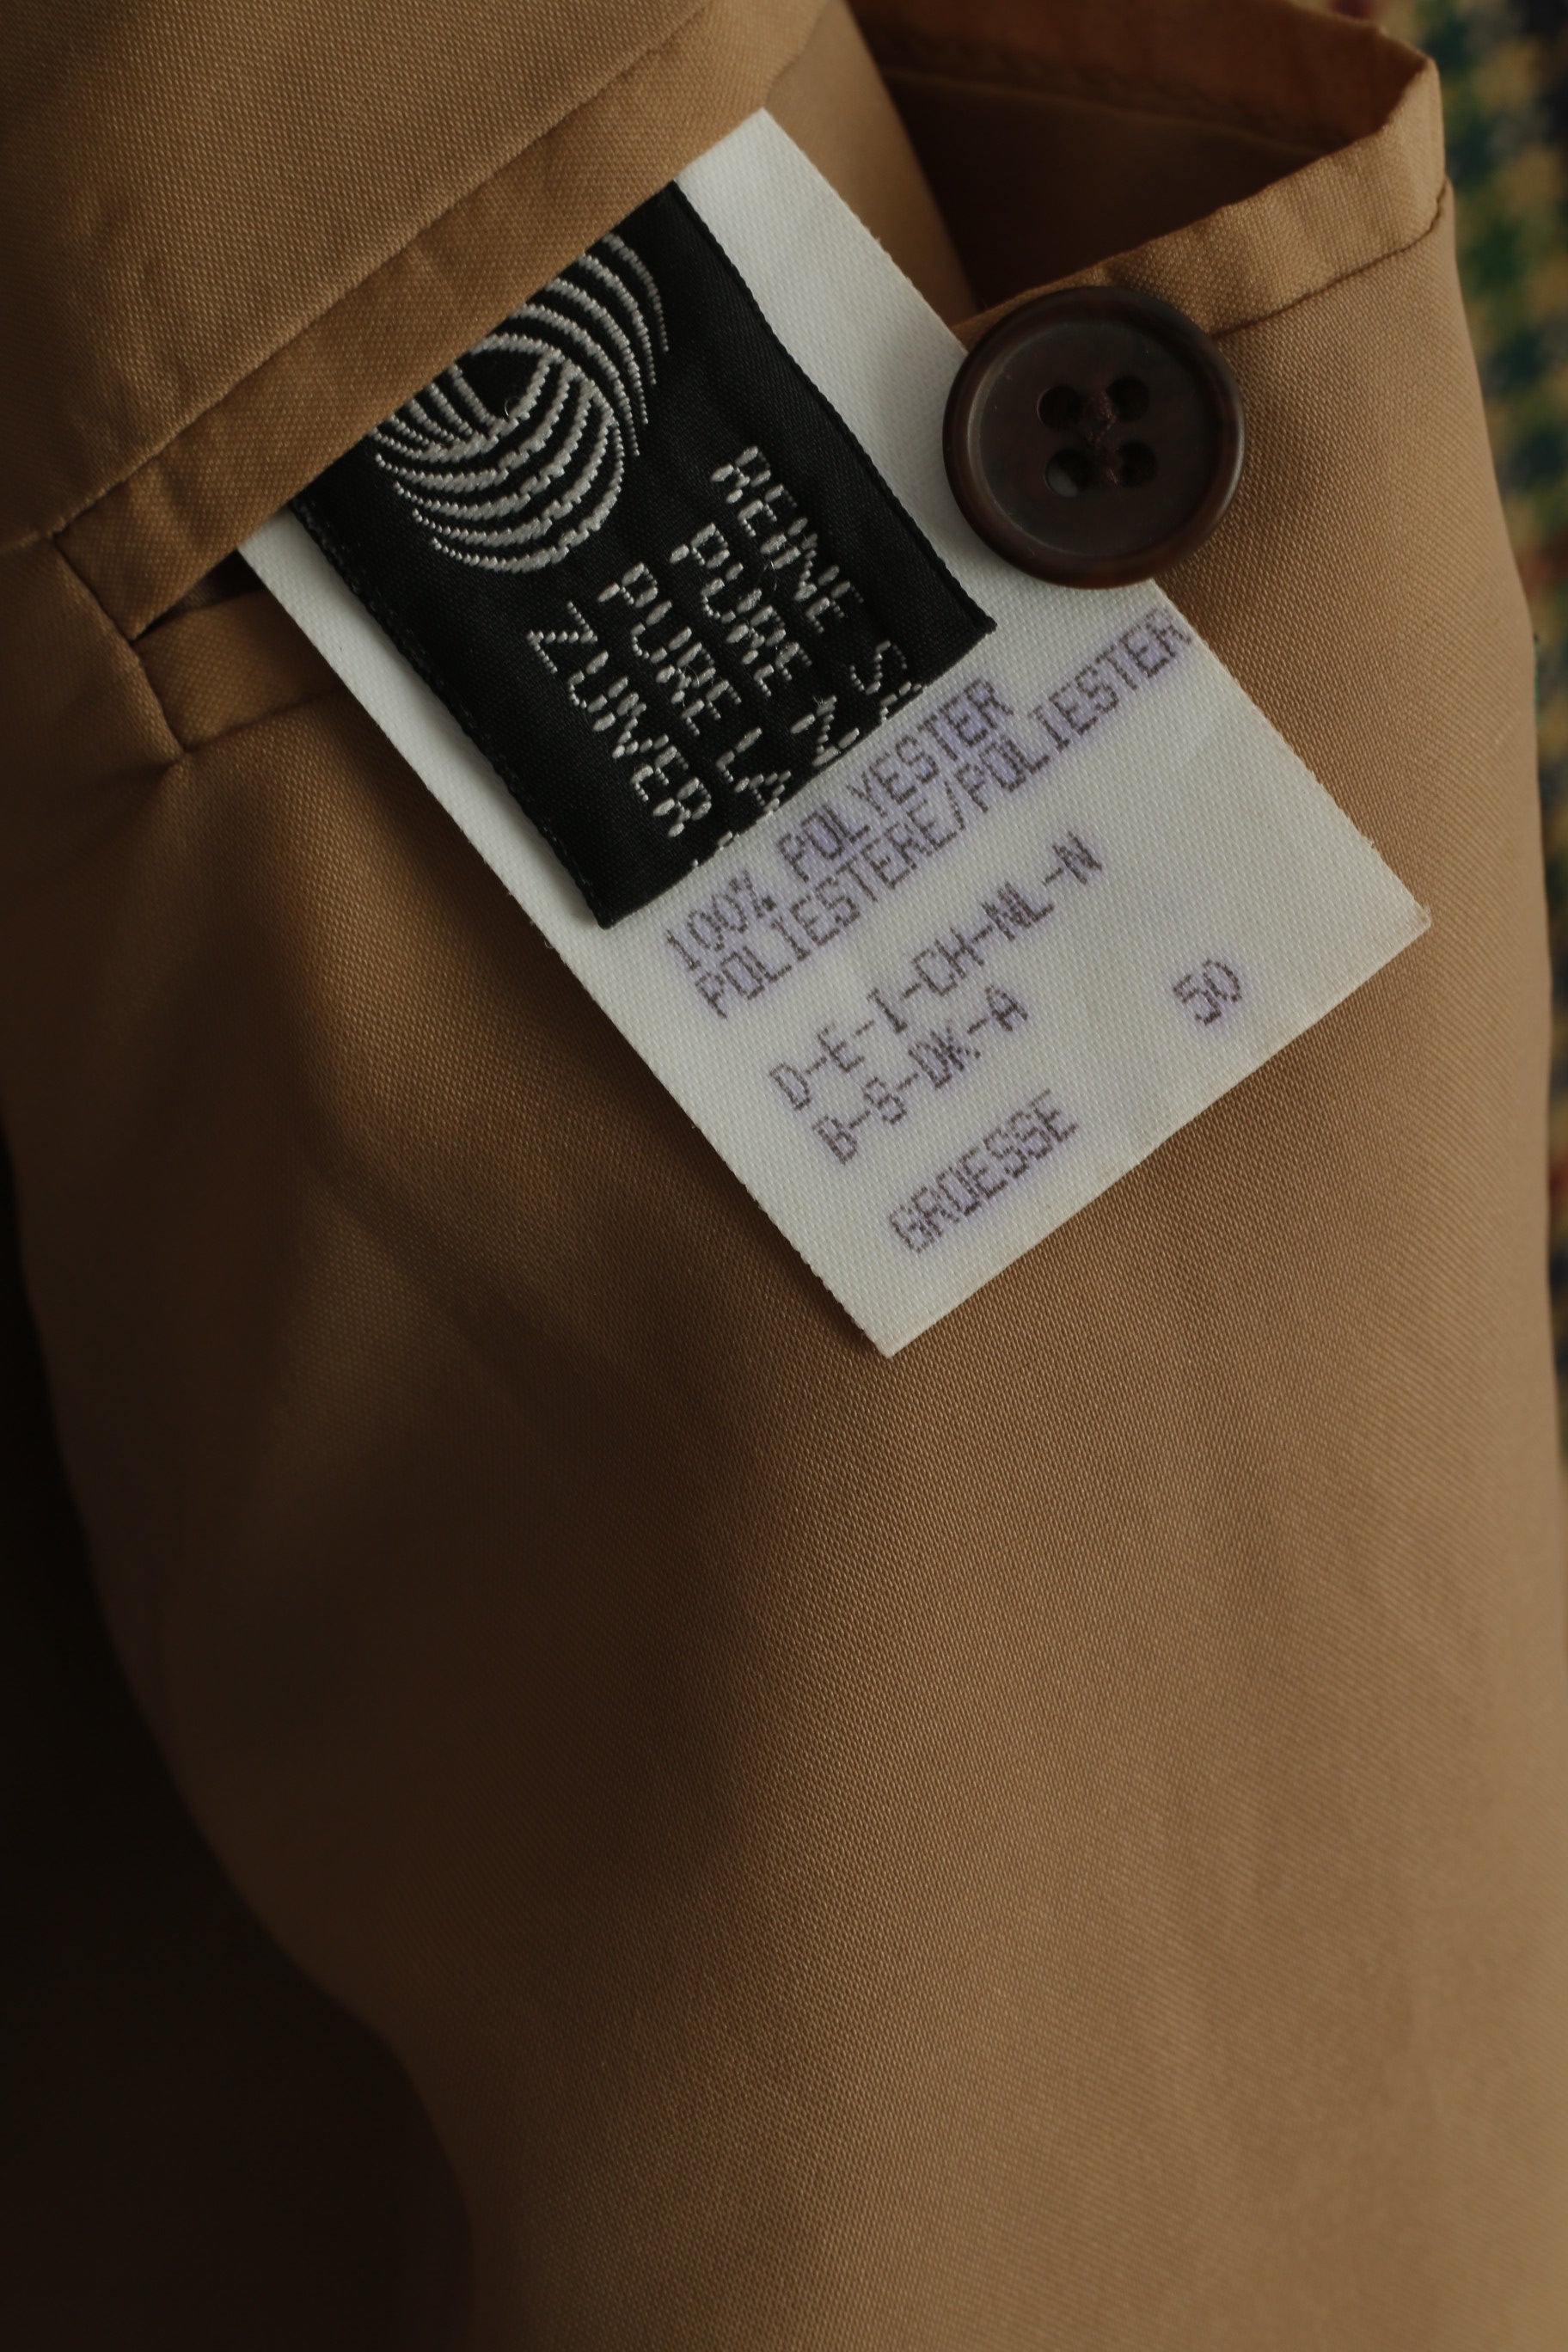 REINE
PURE
PURE LA
ZUIVER
100% POLYESTER
POLIESTERE/POLIESTER
D-E-I-CH-NL-N
B-S-DK-A
GROESSE 50